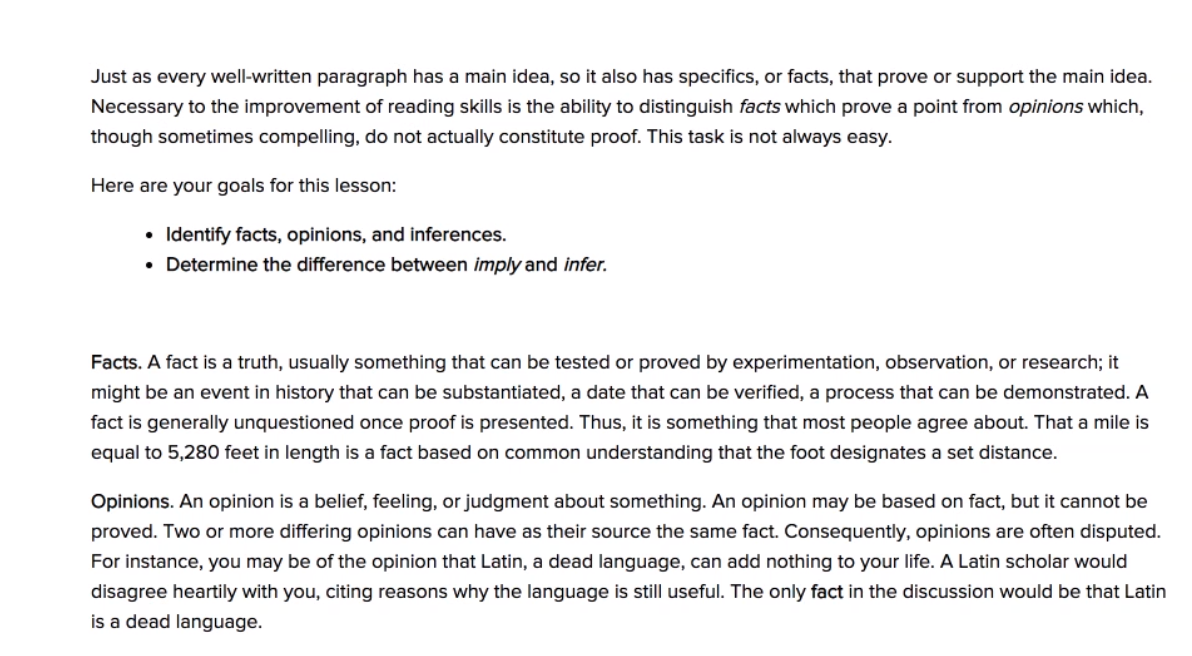 Just as every well-written paragraph has a main idea, so it also has specifics, or facts, that prove or support the main idea.
Necessary to the improvement of reading skills is the ability to distinguish facts which prove a point from opinions which,
though sometimes compelling, do not actually constitute proof. This task is not always easy.
Here are your goals for this lesson:
• Identify facts, opinions, and inferences.
• Determine the difference between imply and infer.
Facts. A fact is a truth, usually something that can be tested or proved by experimentation, observation, or research; it
might be an event in history that can be substantiated, a date that can be verified, a process that can be demonstrated. A
fact is generally unquestioned once proof is presented. Thus, it is something that most people agree about. That a mile is
equal to 5,280 feet in length is a fact based on common understanding that the foot designates a set distance.
Opinions. An opinion is a belief, feeling, or judgment about something. An opinion may be based on fact, but it cannot be
proved. Two or more differing opinions can have as their source the same fact. Consequently, opinions are often disputed.
For instance, you may be of the opinion that Latin, a dead language, can add nothing to your life. A Latin scholar would
disagree heartily with you, citing reasons why the language is still useful. The only fact in the discussion would be that Latin
is a dead language.